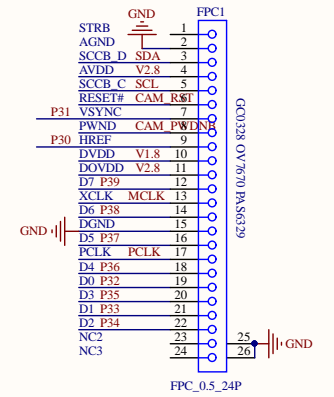 GND FPC1
STRB 1
AGND 2
SCCB_D SDA 3
AVDD V2.8 4
SCCB_C SCL 5
RESET# CAM_RST 6
P31 VSYNC 7
PWND CAM_PWDNB 8
P30 HREF 9
DVDD V1.8 10
DOVDD V2.8 11
D7 P39 12
XCLK MCLK 13
D6 P38 14
GND DGND 15
D5 P37 16
PCLK PCLK 17
D4 P36 18
D0 P32 19
D3 P35 20
D1 P33 21
D2 P34 22
NC2 23 25
NC3 24 26
GND
GC0328 OV7670 PAS6329
FPC_0.5_24P